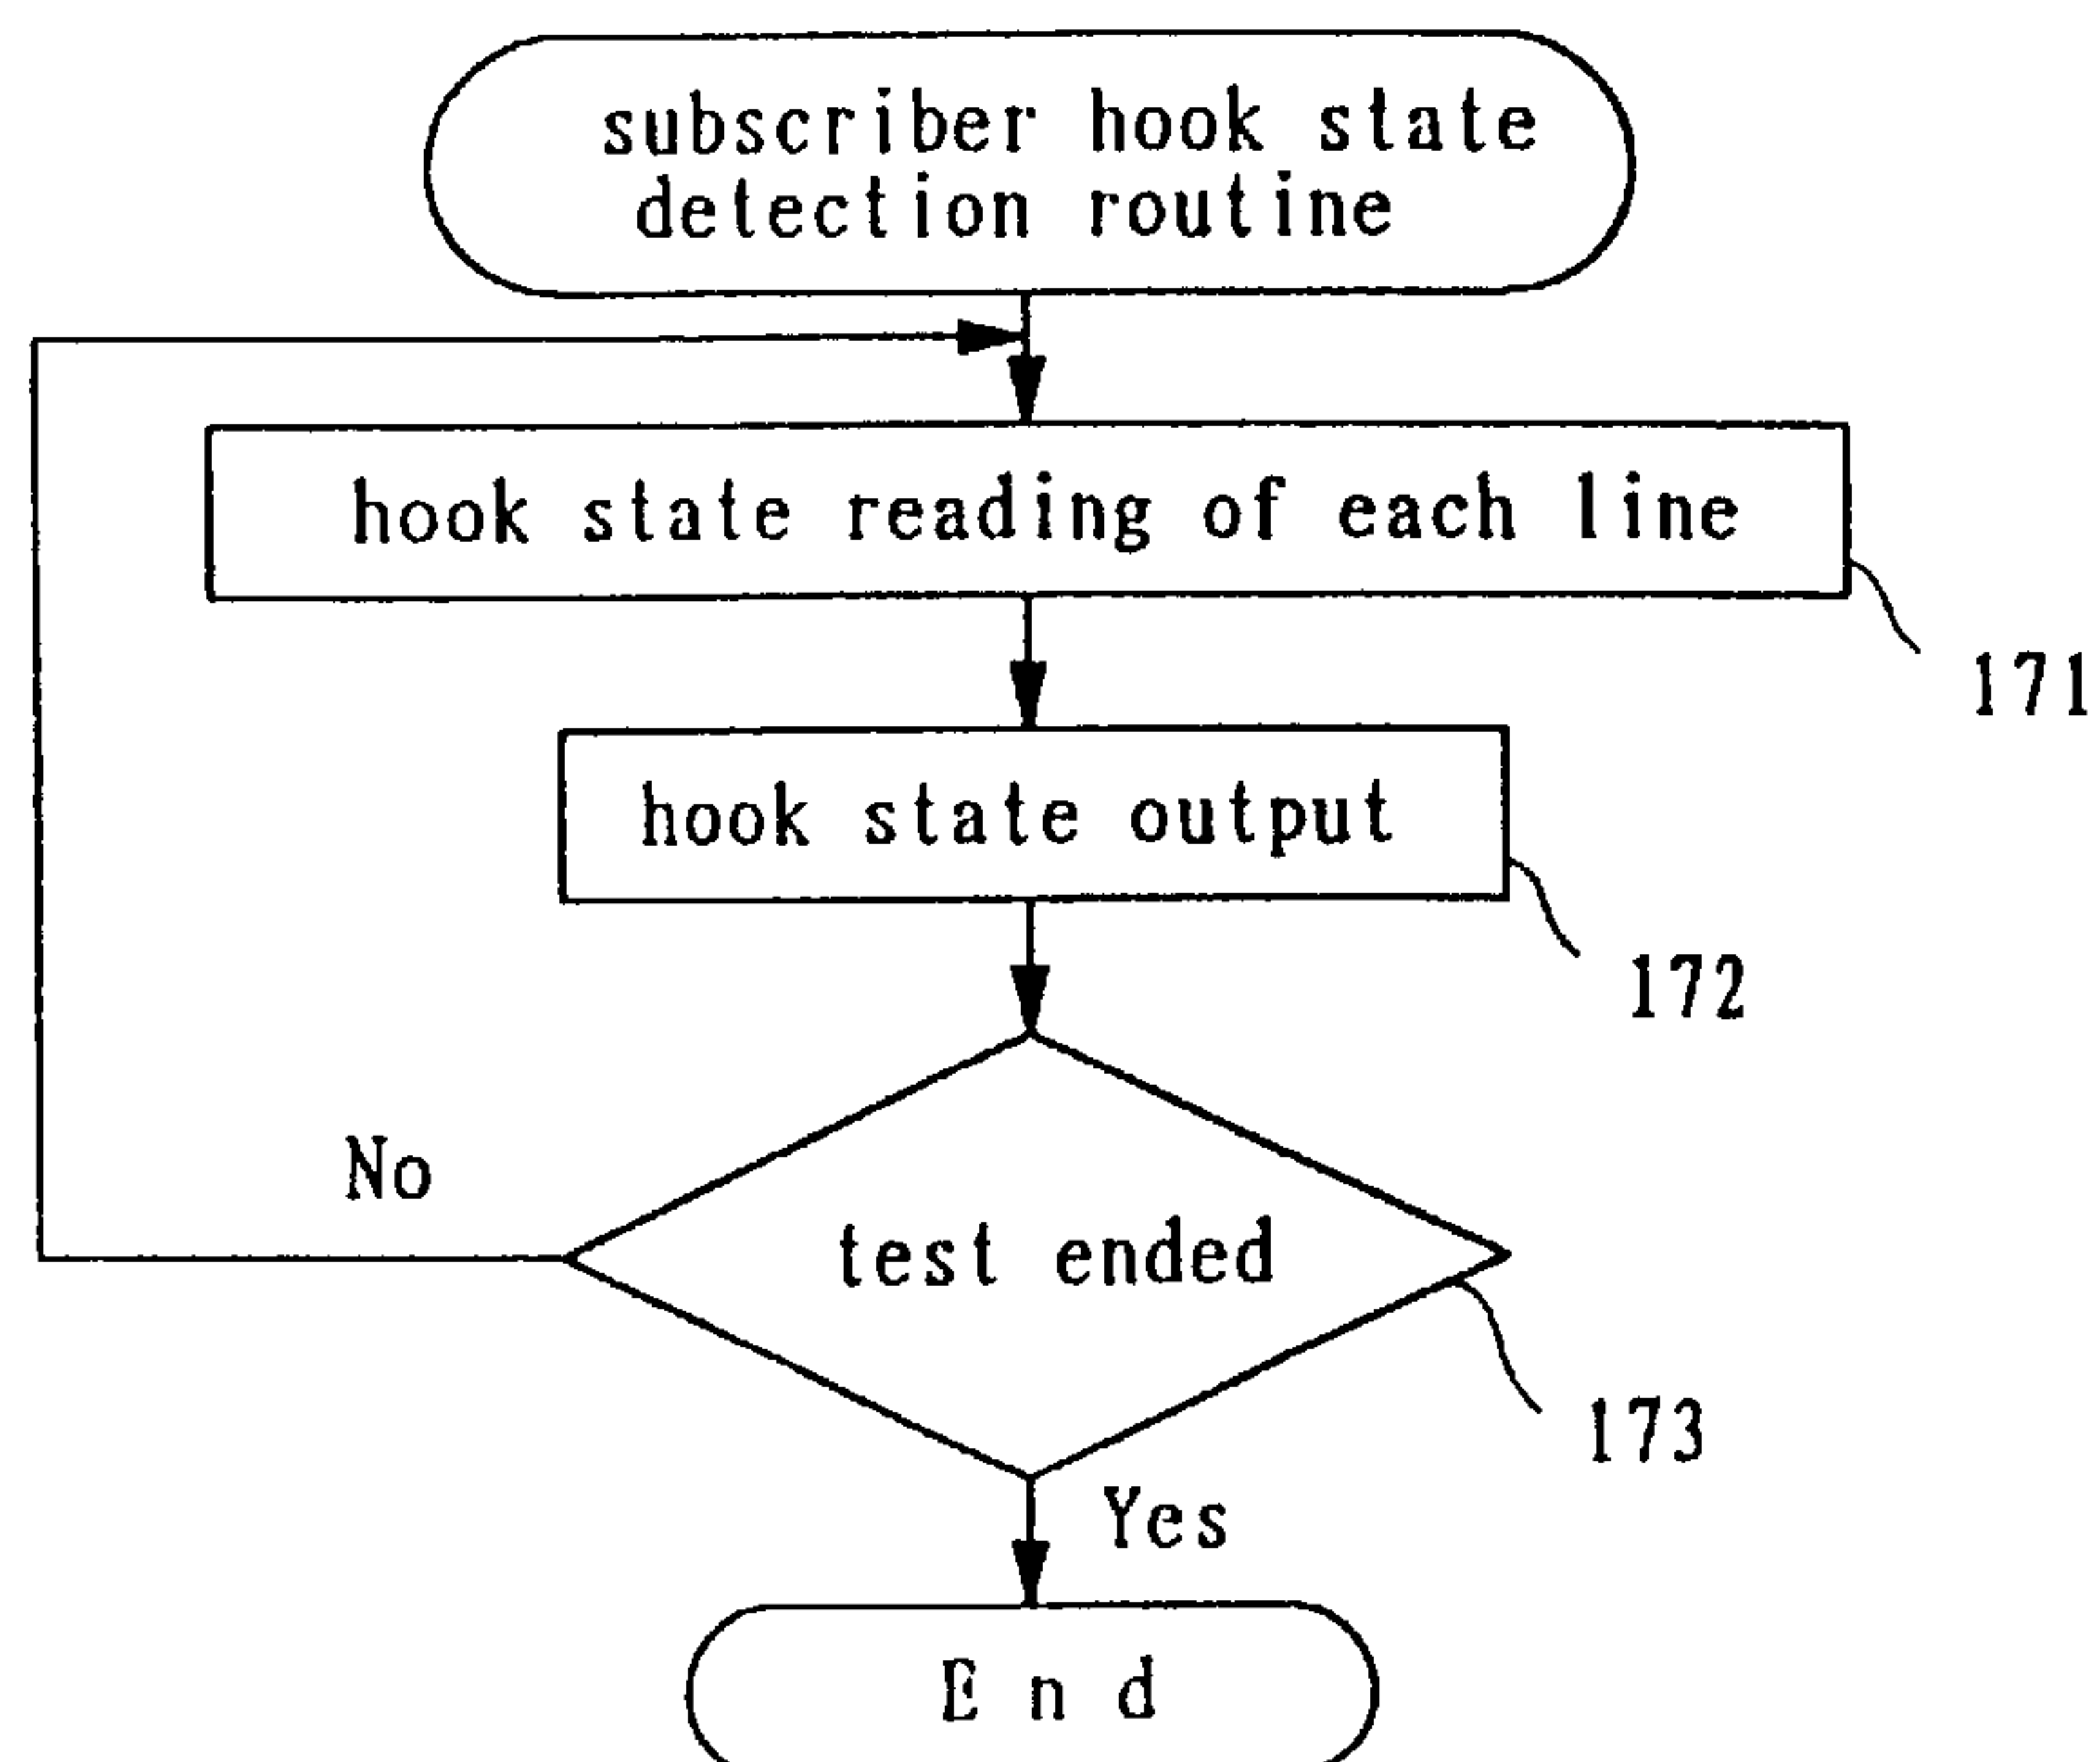 subscriber hook state
detection routine
hook state reading of each line
171
hook state output
172
No
test ended
173
Yes
End